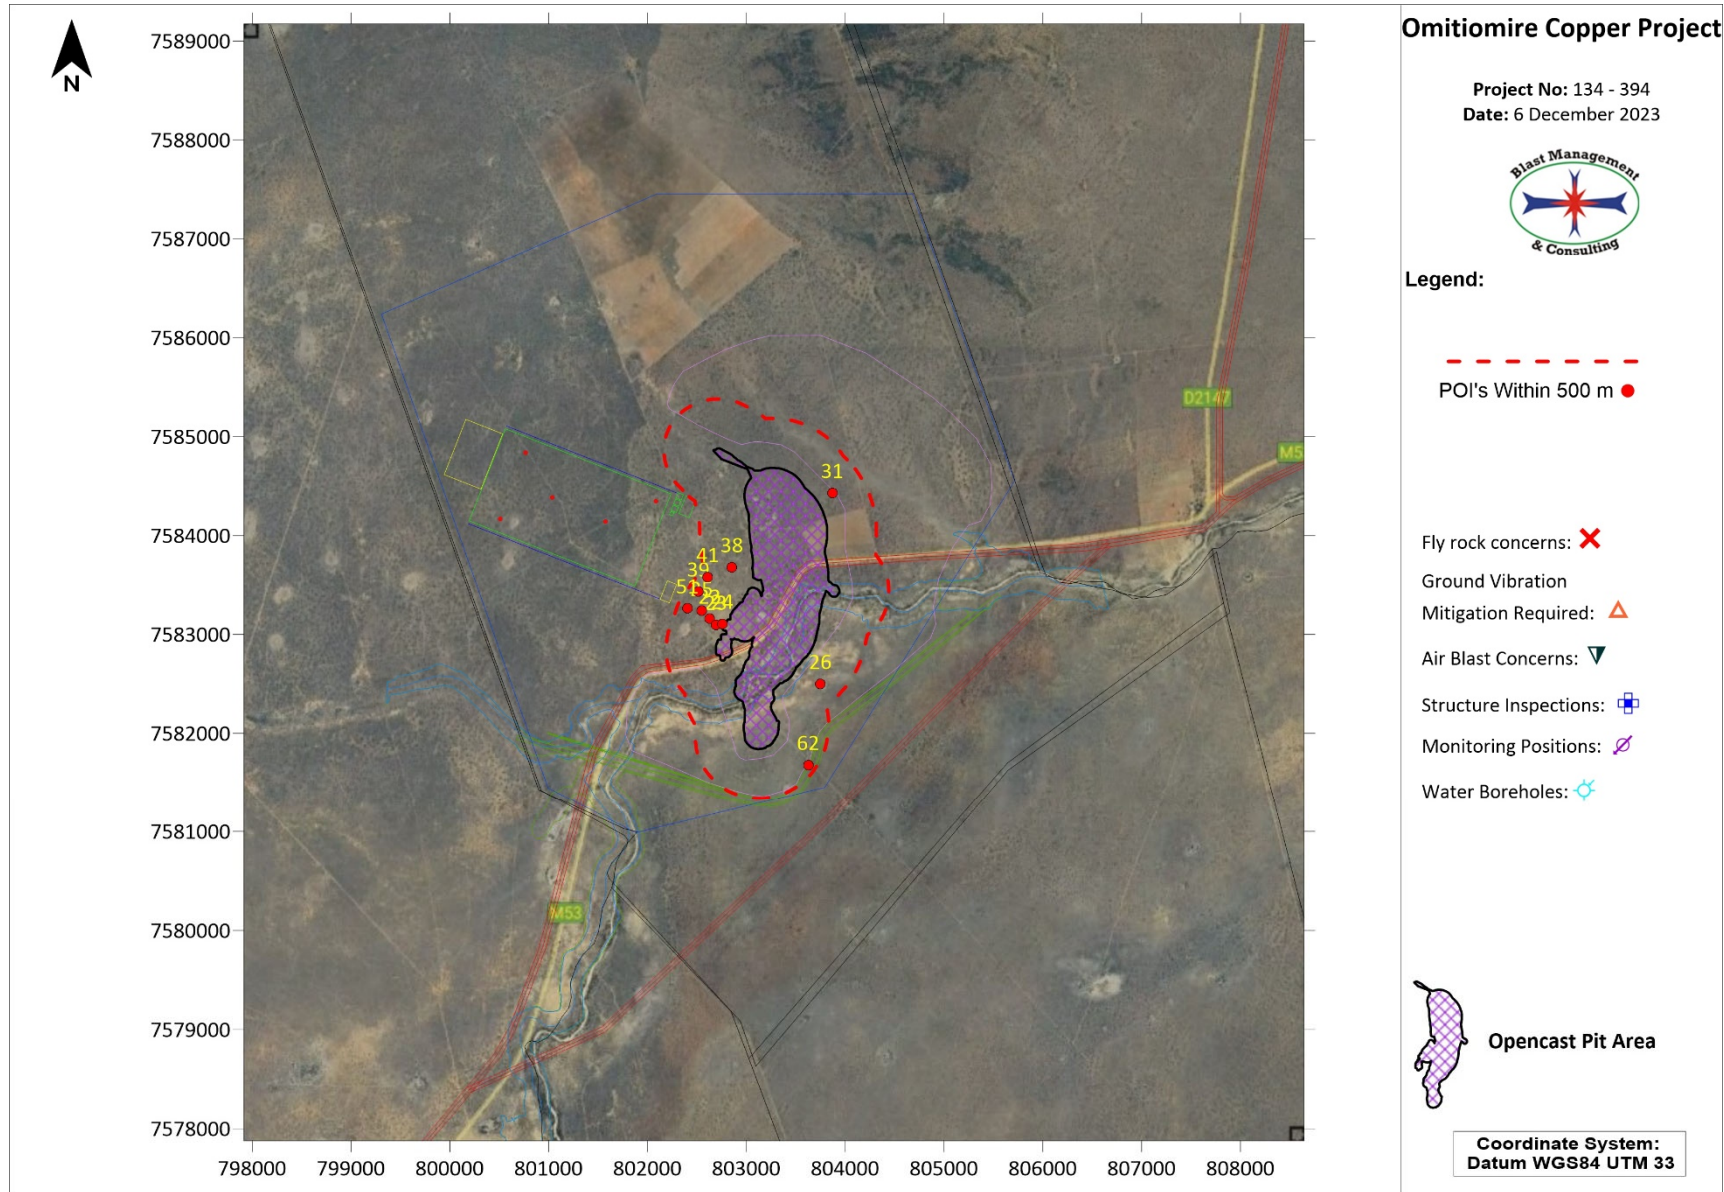 Omitiomire Copper Project
Project No: 134 - 394
Date: 6 December 2023
Blast Management
& Consulting
Legend:
POI's Within 500 m
Fly rock concerns:
Ground Vibration
Mitigation Required:
Air Blast Concerns:
Structure Inspections:
Monitoring Positions:
Water Boreholes:
Opencast Pit Area
Coordinate System:
Datum WGS84 UTM 33
N
7589000
7588000
7587000
7586000
7585000
7584000
7583000
7582000
7581000
7580000
7579000
7578000
798000 799000 800000 801000 802000 803000 804000 805000 806000 807000 808000
D2147
M5
31
38
41
39
51
24
26
62
M53